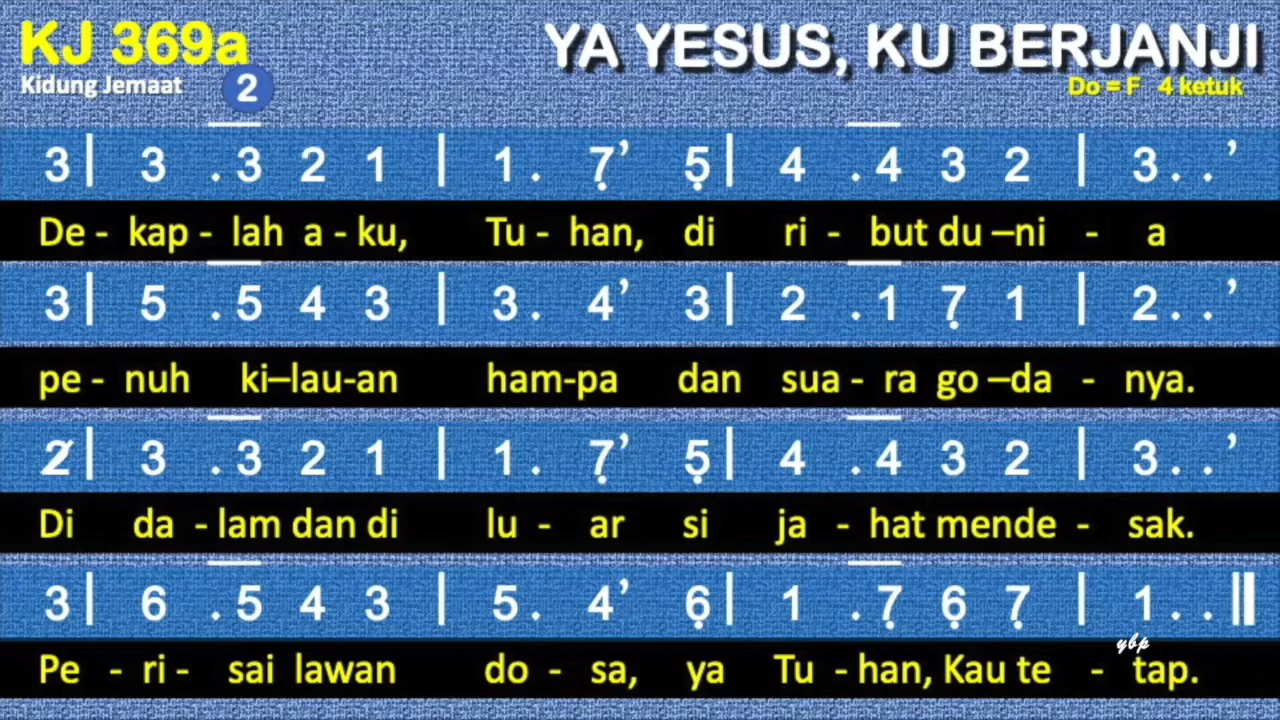 KJ 369a
YA YESUS, KU BERJANJI
Kidung Jemaat
2
Do = F 4 ketuk
3| 3 .3 2 1 | 1. 7̣’ 5̣| 4 .4 3 2 | 3. .’
De - kap - lah a - ku, Tu - han, di ri - but du –ni - a
3| 5 .5 4 3 | 3. 4’ 3| 2 .1 7̣ 1 | 2. .’
pe - nuh ki–lau-an ham-pa dan sua - ra go –da - nya.
2̸| 3 .3 2 1 | 1. 7̣’ 5̣| 4 .4 3 2 | 3. .’
Di da - lam dan di lu - ar si ja - hat mende - sak.
3| 6 .5 4 3 | 5. 4’ 6̣| 1 .7̣ 6̣ 7̣ | 1. . ||
ybp
Pe - ri - sai lawan do - sa, ya Tu - han, Kau te - tap.